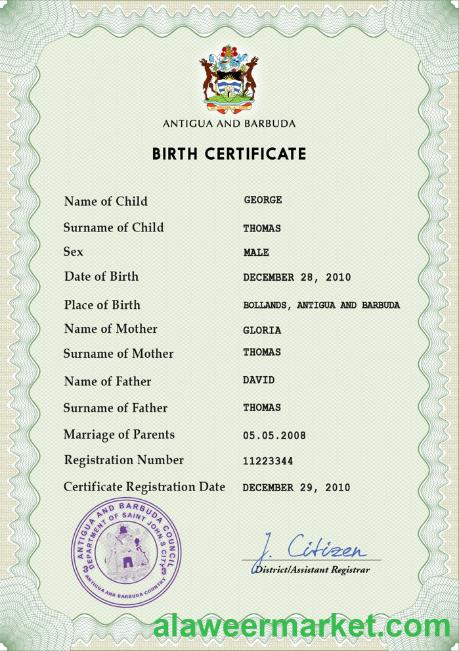 ANTIGUA AND BARBUDA
BIRTH CERTIFICATE
Name of Child GEORGE
Surname of Child THOMAS
Sex MALE
Date of Birth DECEMBER 28, 2010
Place of Birth BOLLANDS, ANTIGUA AND BARBUDA
Name of Mother GLORIA
Surname of Mother THOMAS
Name of Father DAVID
Surname of Father THOMAS
Marriage of Parents 05.05.2008
Registration Number 11223344
Certificate Registration Date DECEMBER 29, 2010
ANTIGUA AND BARBUDA COUNCIL
DEPARTMENT OF SAINT JOHN,S CITY
ANTIGUA AND BARBUDA COUNTRY
J. Citizen
District/Assistant Registrar
alaweermarket.com